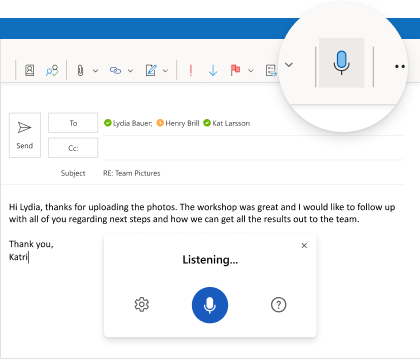 To
Lydia Bauer; Henry Brill Kat Larsson
Send
Cc:
Subject
RE: Team Pictures
Hi Lydia, thanks for uploading the photos. The workshop was great and I would like to follow up
with all of you regarding next steps and how we can get all the results out to the team.
Thank you,
Katri
Listening...